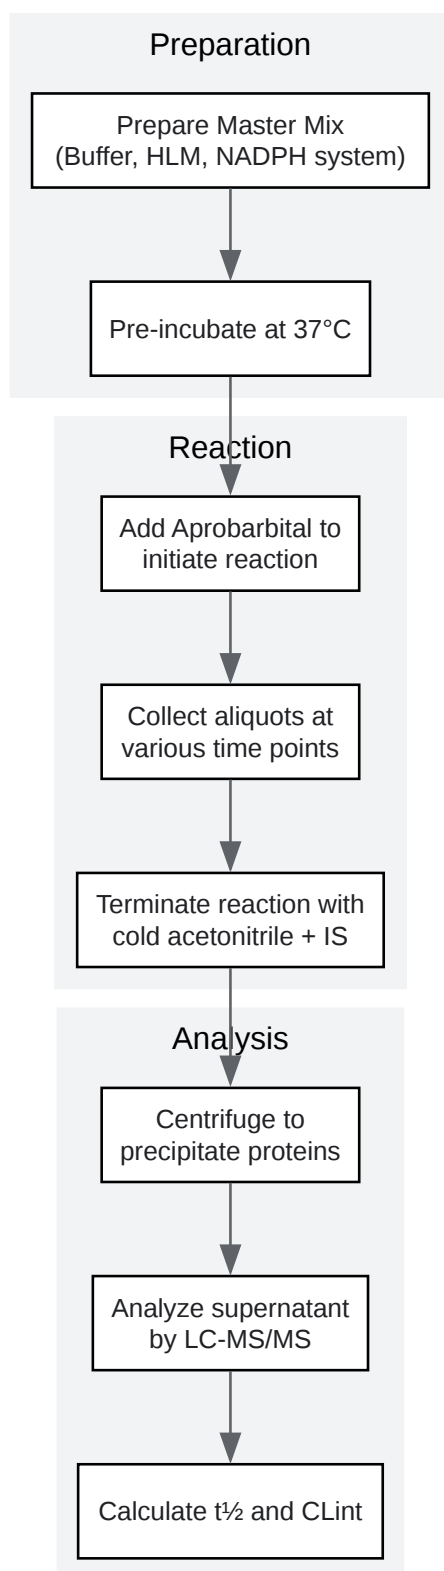 Preparation
Prepare Master Mix
(Buffer, HLM, NADPH system)
Pre-incubate at 37°C
Reaction
Add Aprobarbital to
initiate reaction
Collect aliquots at
various time points
Terminate reaction with
cold acetonitrile + IS
Analysis
Centrifuge to
precipitate proteins
Analyze supernatant
by LC-MS/MS
Calculate t½ and CLint